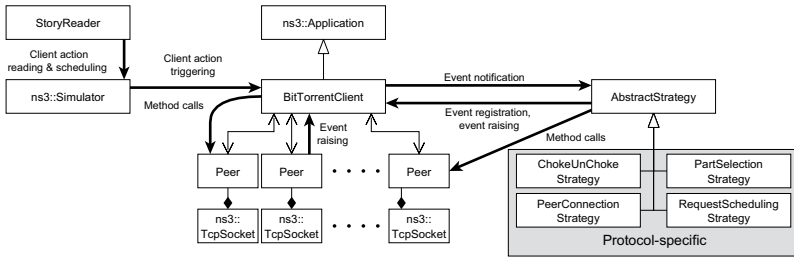 StoryReader
ns3::Application
Client action
reading & scheduling
Client action
triggering
Event notification
ns3::Simulator
BitTorrentClient
AbstractStrategy
Method calls
Event
raising
Event registration,
event raising
Method calls
Peer
Peer
Peer
ChokeUnChoke
Strategy
PartSelection
Strategy
ns3::
TcpSocket
ns3::
TcpSocket
ns3::
TcpSocket
PeerConnection
Strategy
RequestScheduling
Strategy
Protocol-specific